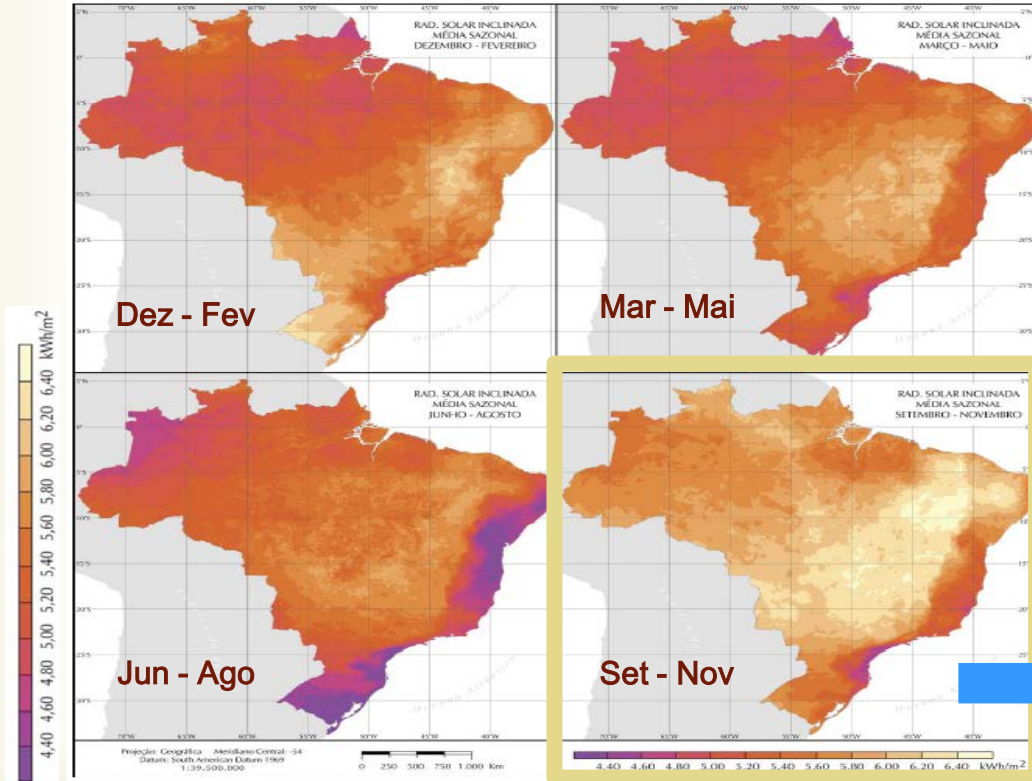 RAD. SOLAR INCLINADA
MÉDIA SAZONAL
DEZEMBRO - FEVEREIRO
Dez - Fev
RAD. SOLAR INCLINADA
MÉDIA SAZONAL
MARÇO - MAIO
Mar - Mai
kWh/m²
6,40
6,20
6,00
5,80
5,60
5,40
5,20
5,00
4,80
4,60
4,40
RAD. SOLAR INCLINADA
MÉDIA SAZONAL
JUNHO - AGOSTO
Jun - Ago
RAD. SOLAR INCLINADA
MÉDIA SAZONAL
SETEMBRO - NOVEMBRO
Set - Nov
Projeção: Geográfica Meridiano Central: -54
Datum: South American Datum 1969
1:39.500.000
0 250 500 750 1.000 Km
4,40 4,60 4,80 5,00 5,20 5,40 5,60 5,80 6,00 6,20 6,40 kWh/m²